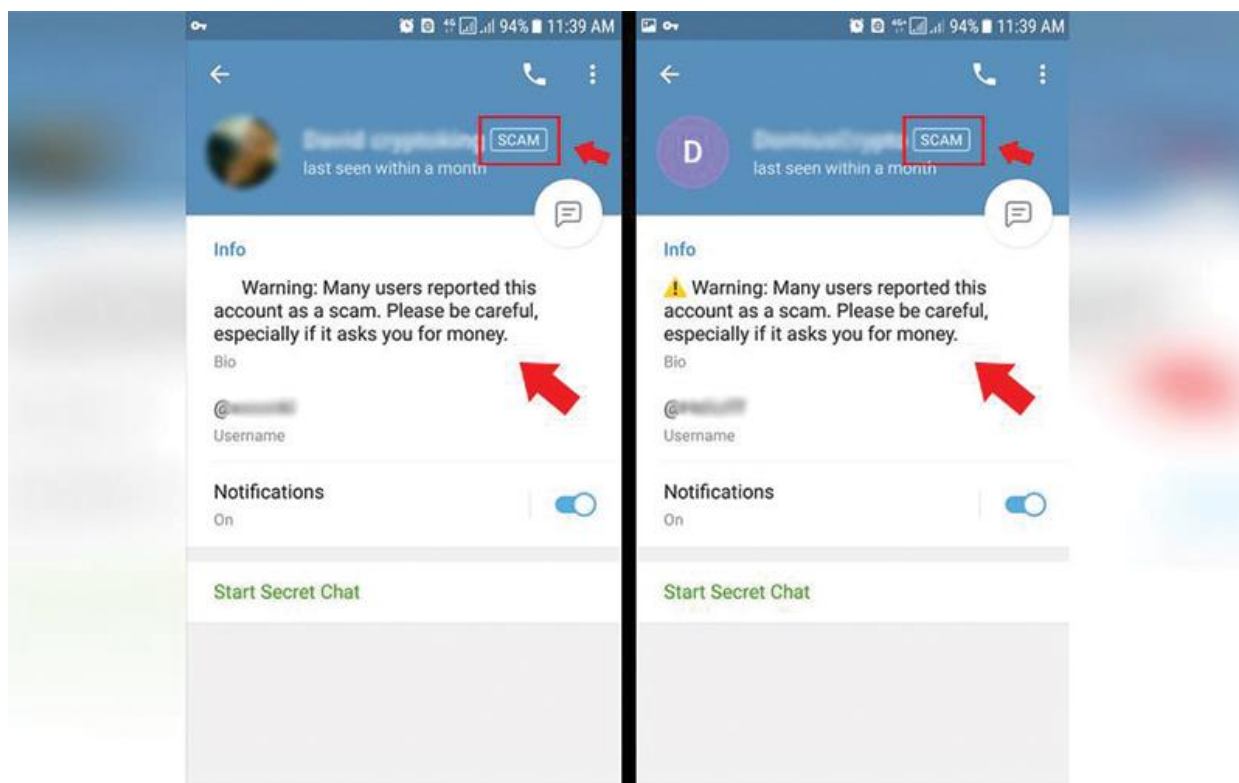 94% 11:39 AM
SCAM
last seen within a month
Info
Warning: Many users reported this
account as a scam. Please be careful,
especially if it asks you for money.
Bio
@
Username
Notifications
On
Start Secret Chat
94% 11:39 AM
D
SCAM
last seen within a month
Info
⚠ Warning: Many users reported this
account as a scam. Please be careful,
especially if it asks you for money.
Bio
@
Username
Notifications
On
Start Secret Chat